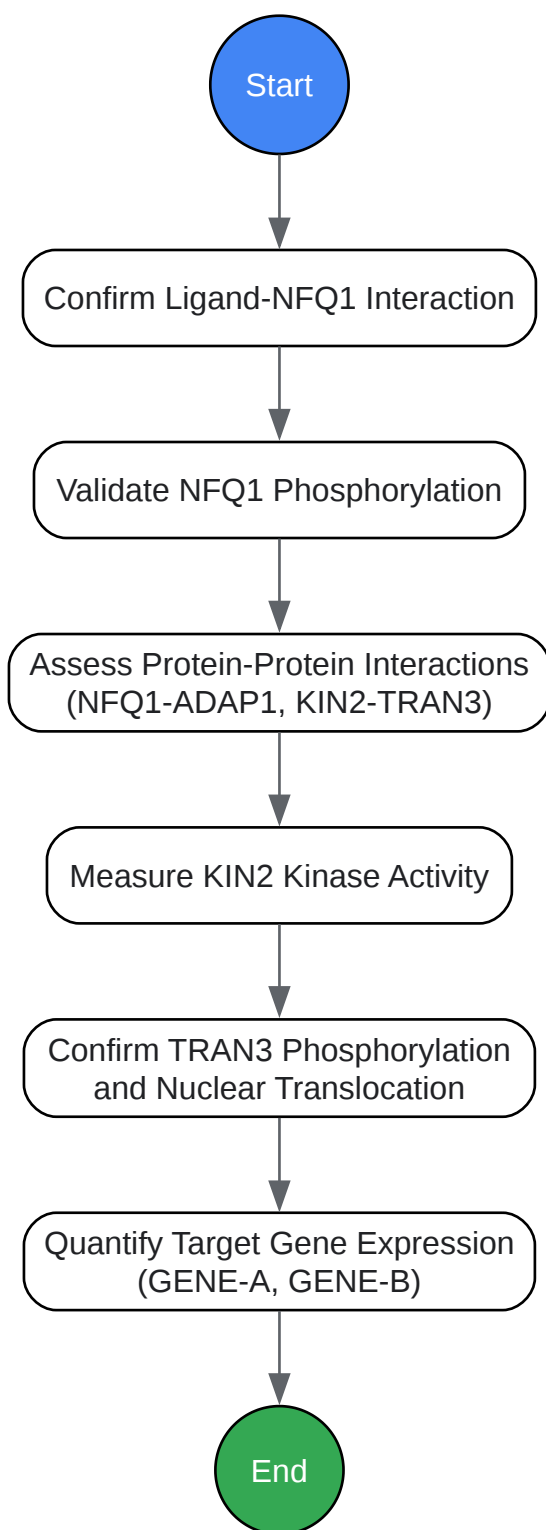 Start
Confirm Ligand-NFQ1 Interaction
Validate NFQ1 Phosphorylation
Assess Protein-Protein Interactions
(NFQ1-ADAP1, KIN2-TRAN3)
Measure KIN2 Kinase Activity
Confirm TRAN3 Phosphorylation
and Nuclear Translocation
Quantify Target Gene Expression
(GENE-A, GENE-B)
End